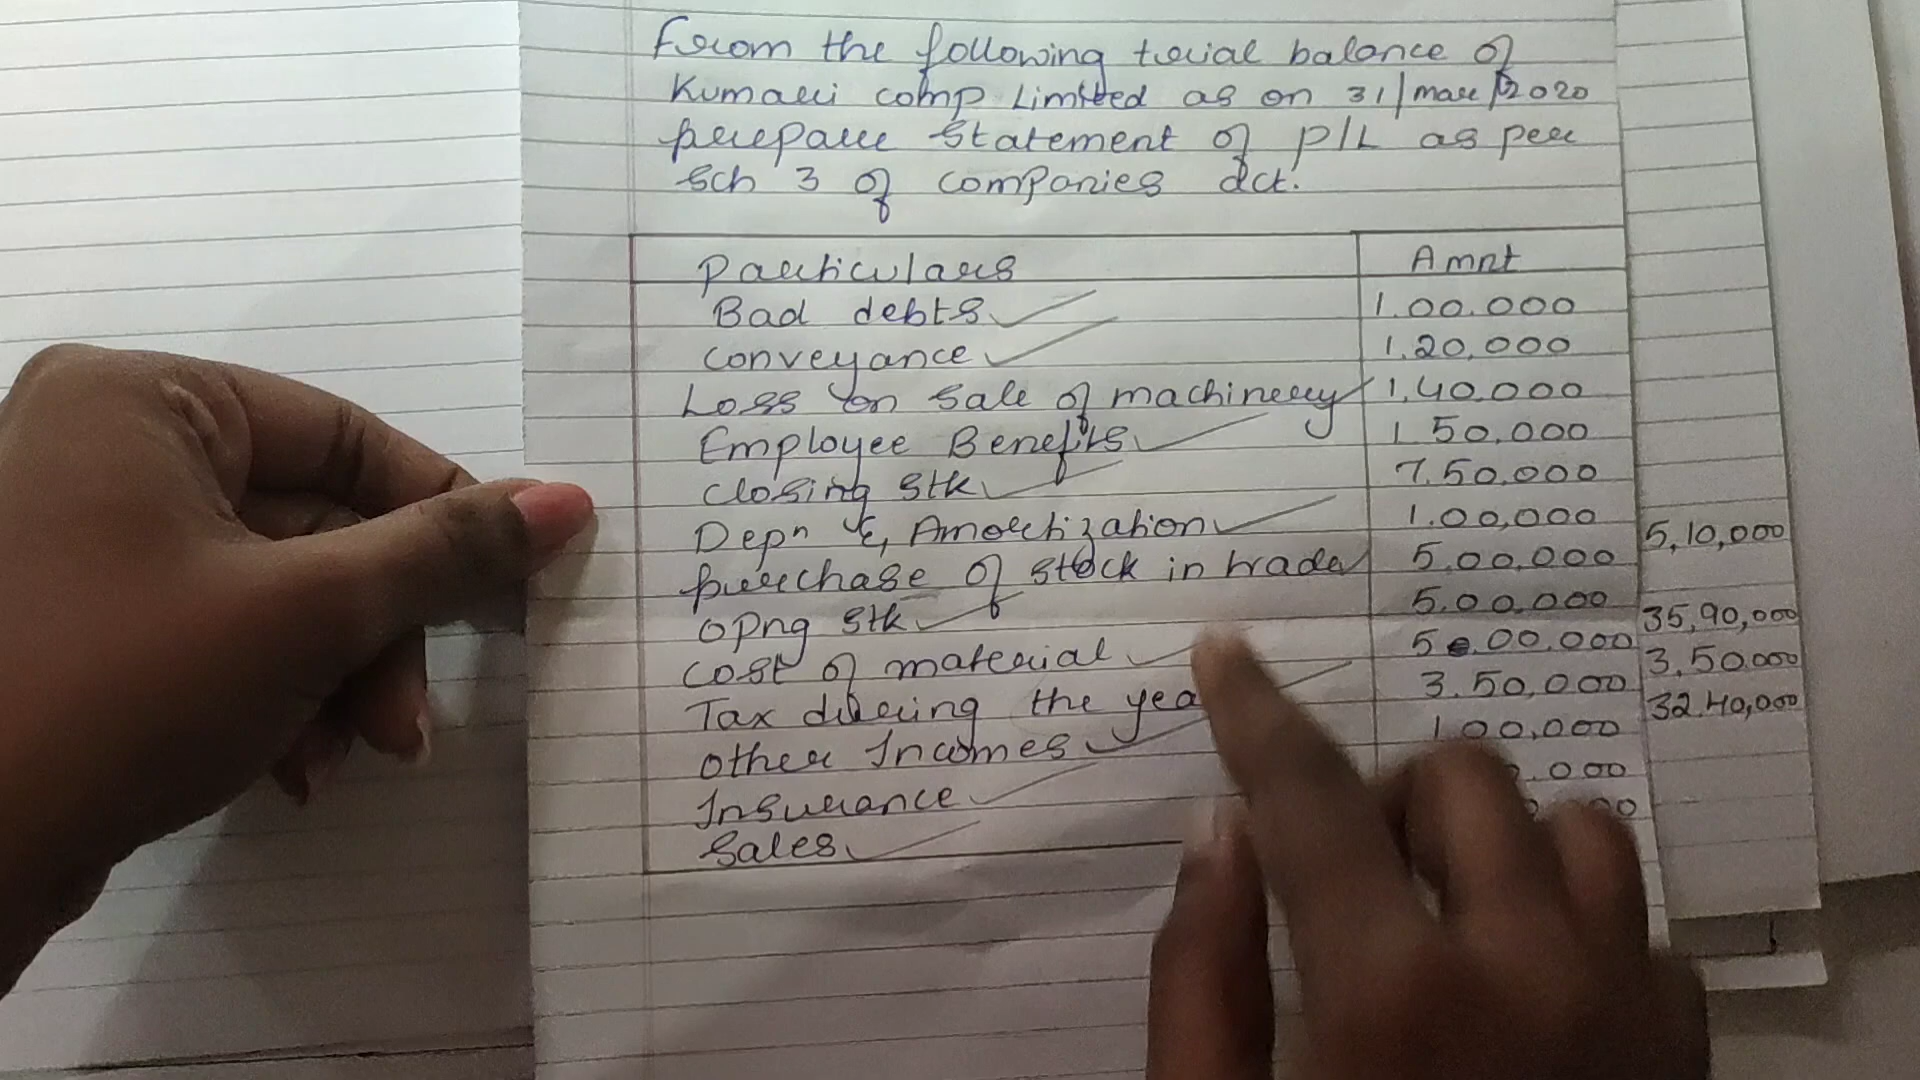 From the following trial balance of
Kumari comp Limited as on 31/mar/2020
prepare Statement of P/L as per
Sch 3 of companies Act.
Particulars Amnt
Bad debts 1.00.000
conveyance 1,20,000
Loss on Sale of machinery 1,40,000
Employee Benefits 1 50,000
closing Stk 7.50.000
Depn & Amortization 1.00,000
5,10,000
purchase of stock in trade 5.00.000
opng Stk 5.00.000
35,90,000
cost of material 5.00.000
3,50,000
Tax during the year 3.50,000
32,40,000
other Incomes 1,00,000
Insurance
Sales